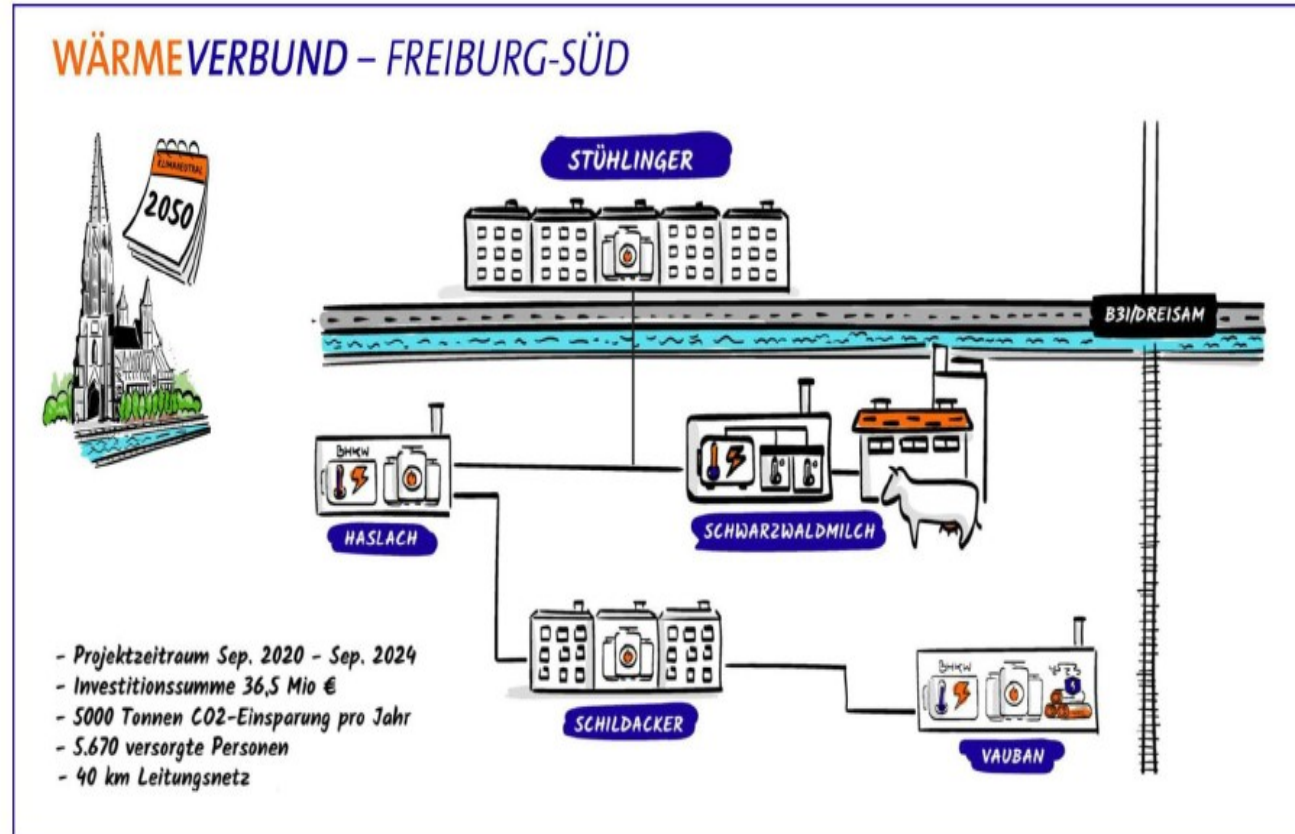 WÄRMEVERBUND – FREIBURG-SÜD
KLIMANEUTRAL
2050
STÜHLINGER
B31/DREISAM
BHKW
HASLACH
SCHWARZWALDMILCH
- Projektzeitraum Sep. 2020 - Sep. 2024
- Investitionssumme 36,5 Mio €
- 5000 Tonnen CO2-Einsparung pro Jahr
- 5.670 versorgte Personen
- 40 km Leitungsnetz
SCHILDACKER
BHKW
VAUBAN